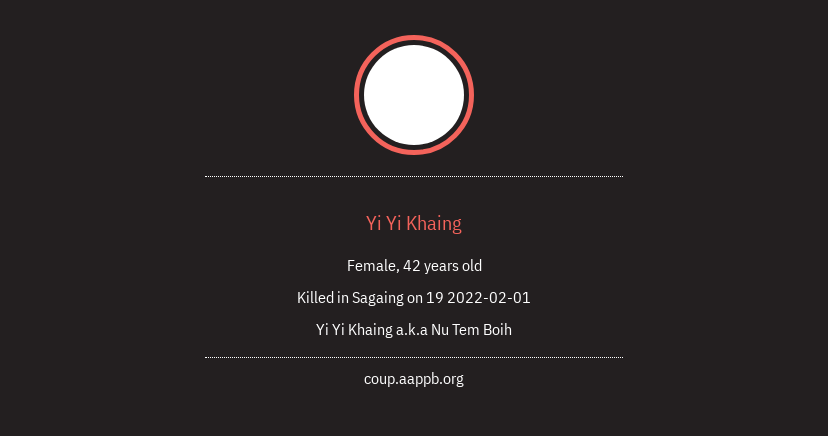 Yi Yi Khaing
Female, 42 years old
Killed in Sagaing on 19 2022-02-01
Yi Yi Khaing a.k.a Nu Tem Boih
coup.aappb.org